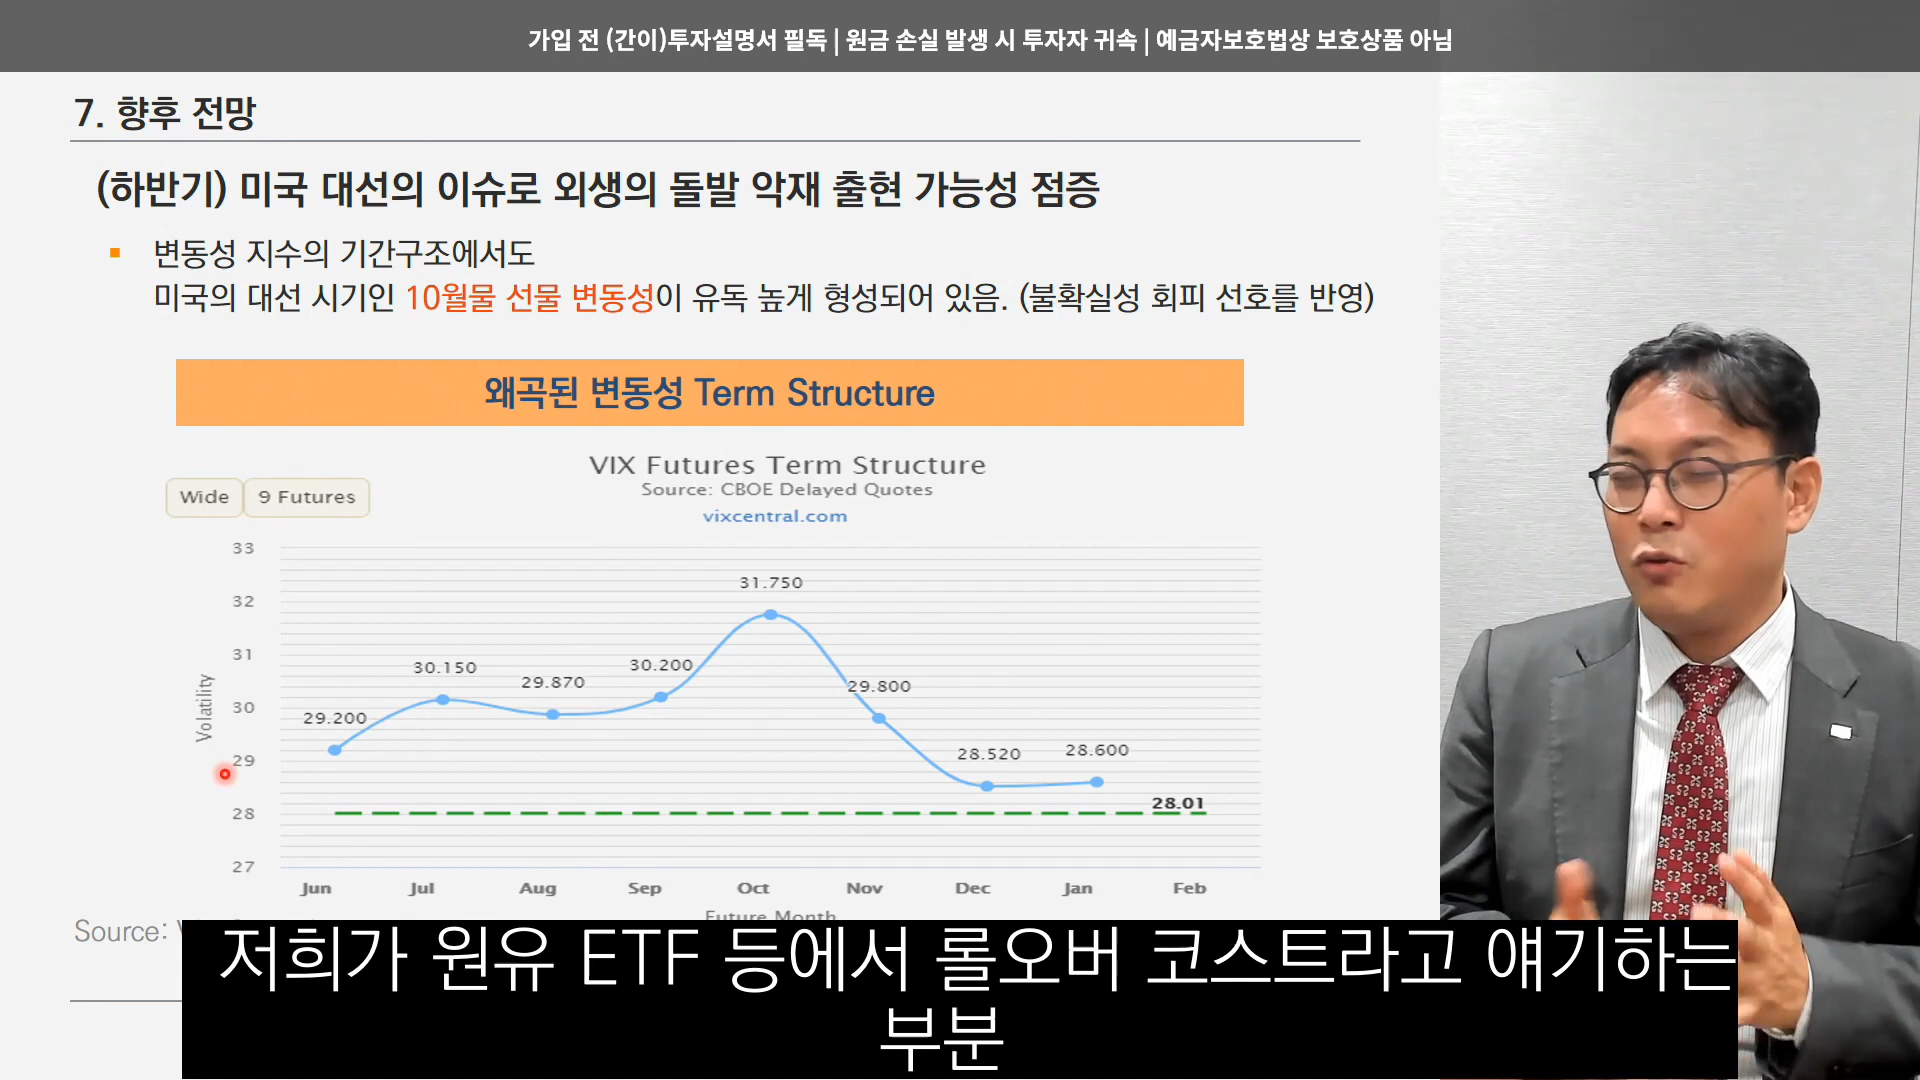 가입 전 (간이)투자설명서 필독 | 원금 손실 발생 시 투자자 귀속 | 예금자보호법상 보호상품 아님
7. 향후 전망
(하반기) 미국 대선의 이슈로 외생의 돌발 악재 출현 가능성 점증
▪ 변동성 지수의 기간구조에서도
미국의 대선 시기인 10월물 선물 변동성이 유독 높게 형성되어 있음. (불확실성 회피 선호를 반영)
왜곡된 변동성 Term Structure
VIX Futures Term Structure
Source: CBOE Delayed Quotes
vixcentral.com
Wide 9 Futures
33
32
31
30
29
28
27
Volatility
29.200
30.150
29.870
30.200
31.750
29.800
28.520
28.600
28.01
Jun Jul Aug Sep Oct Nov Dec Jan Feb
Future Month
Source:
저희가 원유 ETF 등에서 롤오버 코스트라고 얘기하는
부분